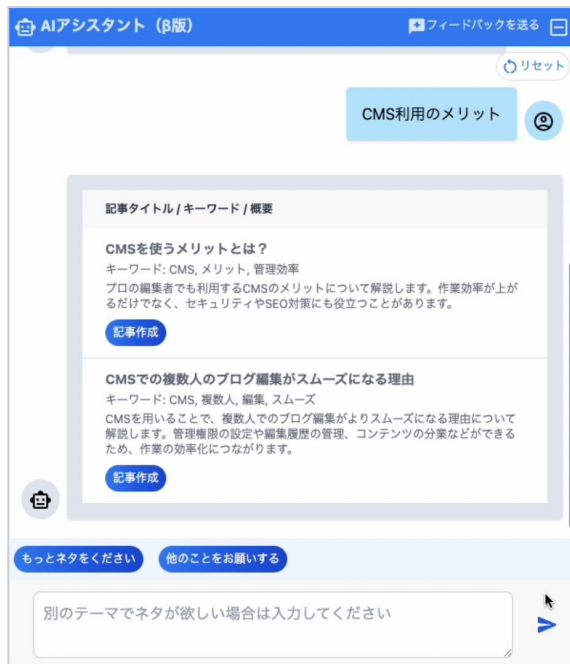 AIアシスタント（β版）
フィードバックを送る
リセット
CMS利用のメリット
記事タイトル / キーワード / 概要
CMSを使うメリットとは？
キーワード: CMS, メリット, 管理効率
プロの編集者でも利用するCMSのメリットについて解説します。作業効率が上が
るだけでなく、セキュリティやSEO対策にも役立つことがあります。
記事作成
CMSでの複数人のブログ編集がスムーズになる理由
キーワード: CMS, 複数人, 編集, スムーズ
CMSを用いることで、複数人でのブログ編集がよりスムーズになる理由について
解説します。管理権限の設定や編集履歴の管理、コンテンツの分業などができる
ため、作業の効率化につながります。
記事作成
もっとネタをください
他のことをお願いする
別のテーマでネタが欲しい場合は入力してください